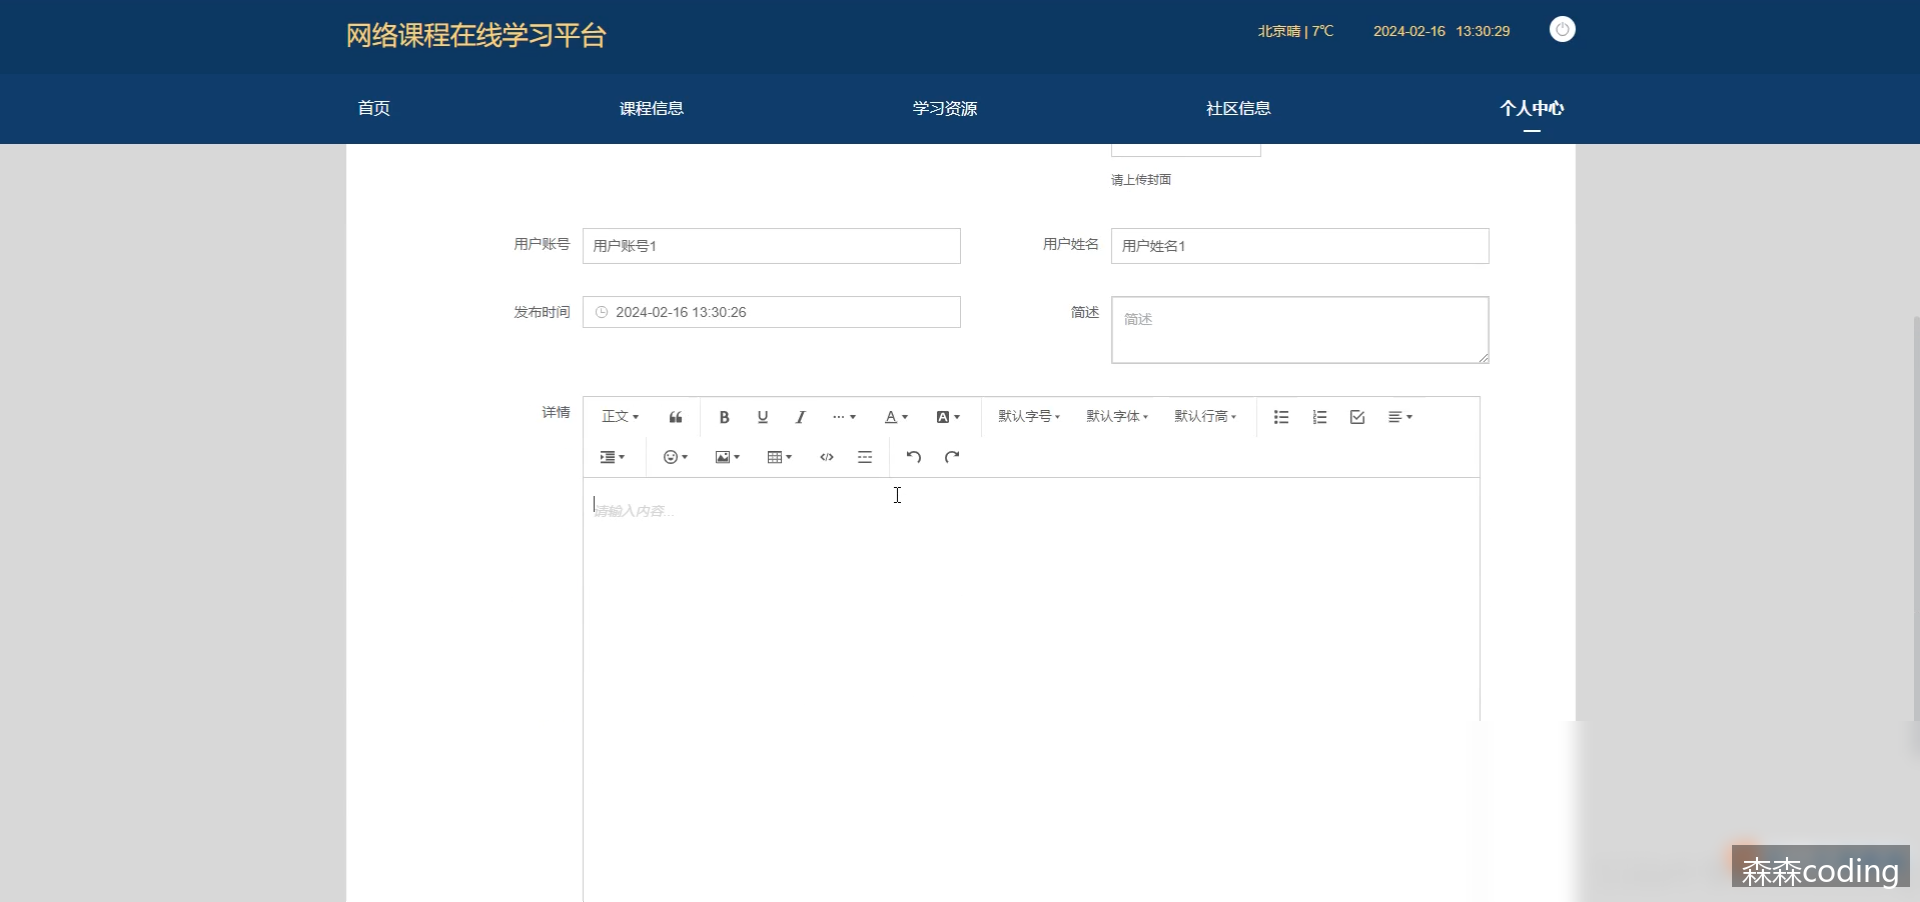 网络课程在线学习平台
北京晴 | 7℃ 2024-02-16 13:30:29
首页 课程信息 学习资源 社区信息 个人中心
请上传封面
用户账号 用户账号1 用户姓名 用户姓名1
发布时间 2024-02-16 13:30:26 简述 简述
详情 正文 B U I ... A A 默认字号 默认字体 默认行高
请输入内容...
森森coding